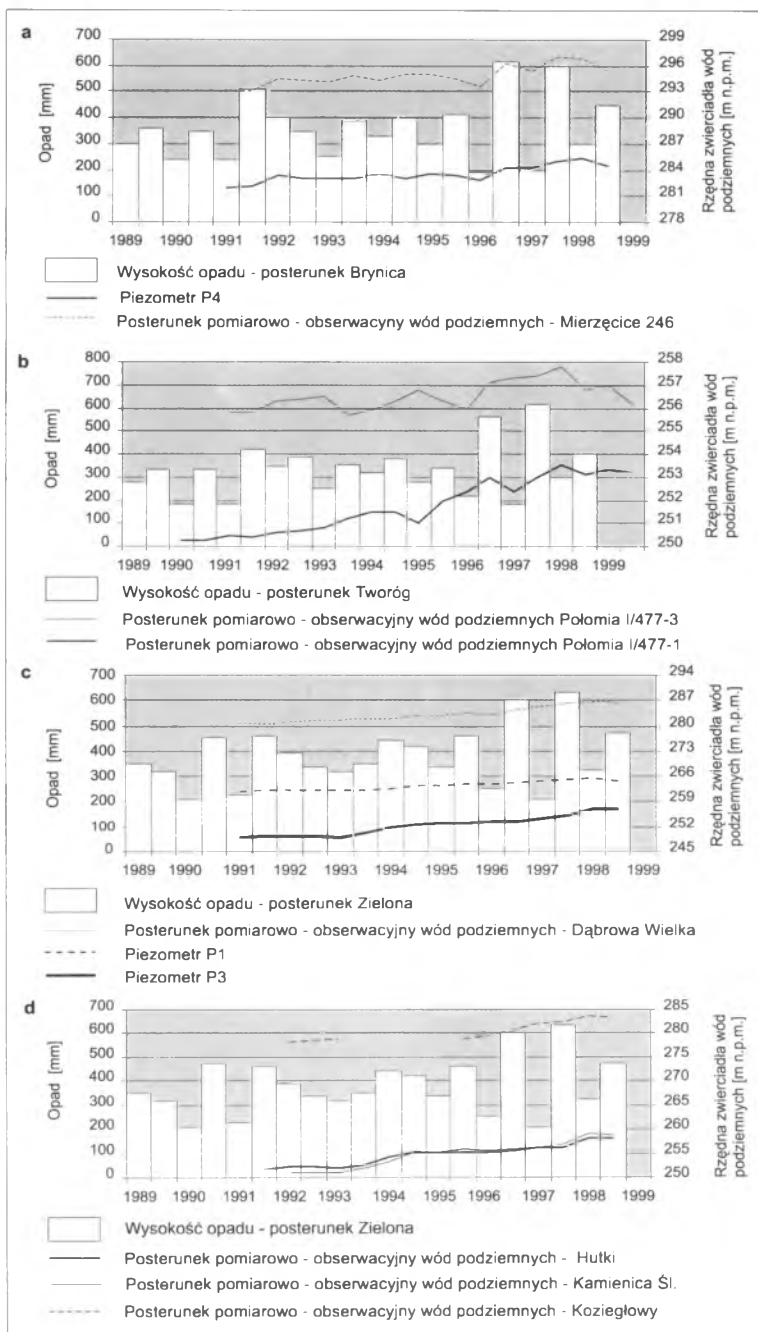 a
700
600
500
400
300
200
100
0
Opad [mm]
299
296
293
290
287
284
281
278
Rzędna zwierciadła wód
podziemnych [m n.p.m.]
1989 1990 1991 1992 1993 1994 1995 1996 1997 1998 1999
Wysokość opadu - posterunek Brynica
Piezometr P4
Posterunek pomiarowo - obserwacyny wód podziemnych - Mierzęcice 246
b
800
700
600
500
400
300
200
100
0
Opad [mm]
258
257
256
255
254
253
252
251
250
Rzędna zwierciadła wód
podziemnych [m n.p.m.]
1989 1990 1991 1992 1993 1994 1995 1996 1997 1998 1999
Wysokość opadu - posterunek Tworóg
Posterunek pomiarowo - obserwacyjny wód podziemnych Połomia I/477-3
Posterunek pomiarowo - obserwacyjny wód podziemnych Połomia I/477-1
c
700
600
500
400
300
200
100
0
Opad [mm]
294
287
280
273
266
259
252
245
Rzędna zwierciadła wód
podziemnych [m n.p.m.]
1989 1990 1991 1992 1993 1994 1995 1996 1997 1998 1999
Wysokość opadu - posterunek Zielona
Posterunek pomiarowo - obserwacyjny wód podziemnych - Dąbrowa Wielka
Piezometr P1
Piezometr P3
d
700
600
500
400
300
200
100
0
Opad [mm]
285
280
275
270
265
260
255
250
Rzędna zwierciadła wód
podziemnych [m n.p.m.]
1989 1990 1991 1992 1993 1994 1995 1996 1997 1998 1999
Wysokość opadu - posterunek Zielona
Posterunek pomiarowo - obserwacyjny wód podziemnych - Hutki
Posterunek pomiarowo - obserwacyjny wód podziemnych - Kamienica Śl.
Posterunek pomiarowo - obserwacyjny wód podziemnych - Koziegłowy